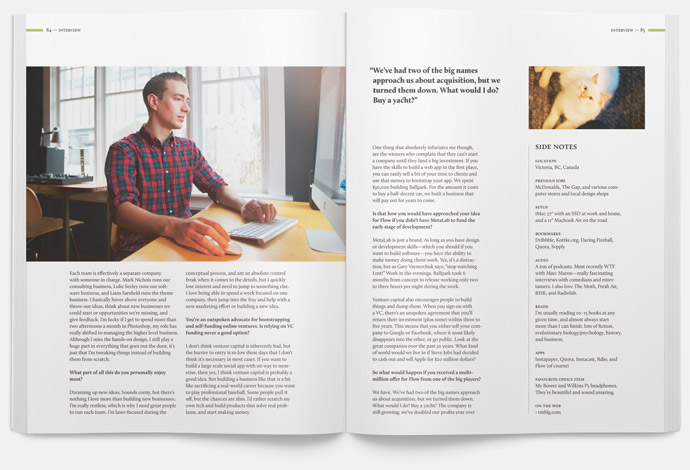 84 — INTERVIEW
Each team is effectively a separate company
with someone in charge. Mark Nichols runs our
consulting business, Luke Seeley runs our soft-
ware business, and Liam Sarsfield runs the theme
business. I basically hover above everyone and
throw out ideas, think about new businesses we
could start or opportunities we're missing, and
give feedback. I'm lucky if I get to spend more than
two afternoons a month in Photoshop, my role has
really shifted to managing the higher level business.
Although I miss the hands on design, I still play a
huge part in everything that goes out the door, it's
just that I'm tweaking things instead of building
them from scratch.
What part of all this do you personally enjoy
most?
Dreaming up new ideas. Sounds corny, but there's
nothing I love more than building new businesses.
I'm really restless, which is why I need great people
to run each team. I'm laser-focused during the
conceptual process, and am an absolute control
freak when it comes to the details, but I quickly
lose interest and need to jump to something else.
I love being able to spend a week focused on one
company, then jump into the fray and help with a
new marketing effort or building a new idea.
You're an outspoken advocate for bootstrapping
and self-funding online ventures. Is relying on VC
funding never a good option?
I don't think venture capital is inherently bad, but
the barrier to entry is so low these days that I don't
think it's necessary in most cases. If you want to
build a large scale social app with no way to mon-
etise, then yes, I think venture capital is probably a
good idea. But building a business like that is a bit
like sacrificing a real-world career because you want
to play professional baseball. Some people pull it
off, but the chances are slim. I'd rather scratch my
own itch and build products that solve real prob-
lems, and start making money.
INTERVIEW — 85
“We've had two of the big names
approach us about acquisition, but we
turned them down. What would I do?
Buy a yacht?”
One thing that absolutely infuriates me though,
are the wieners who complain that they can't start
a company until they land a big investment. If you
have the skills to build a web app in the first place,
you can easily sell a bit of your time to clients and
use that money to bootstrap your app. We spent
$30,000 building Ballpark. For the amount it costs
to buy a half-decent car, we built a business that
will pay out for years to come.
Is that how you would have approached your idea
for Flow if you didn't have MetaLab to fund the
early stage of development?
MetaLab is just a brand. As long as you have design
or development skills—which you should if you
want to build software—you have the ability to
make money doing client work. Yes, it's a distrac-
tion, but as Gary Vaynerchuk says, "stop watching
Lost!" Work in the evenings. Ballpark took 6
months from concept to release working only two
to three hours per night during the week.
Venture capital also encourages people to build
things and dump them. When you sign on with
a VC, there's an unspoken agreement that you'll
return their investment (plus some) within three to
five years. This means that you either sell your com-
pany to Google or Facebook, where it most likely
disappears into the ether, or go public. Look at the
great companies over the past 30 years. What kind
of world would we live in if Steve Jobs had decided
to cash out and sell Apple for $20 million dollars?
So what would happen if you received a multi-
million offer for Flow from one of the big players?
We have. We've had two of the big names approach
us about acquisition, but we turned them down.
What would I do? Buy a yacht? The company is
still growing; we've doubled our profits year over
SIDE NOTES
LOCATION
Victoria, BC, Canada
PREVIOUS JOBS
McDonalds, The Gap, and various com-
puter stores and local design shops
SETUP
iMac 27" with an SSD at work and home,
and a 11" Macbook Air on the road
BOOKMARKS
Dribbble, Kottke.org, Daring Fireball,
Quora, Svpply
AUDIO
A ton of podcasts. Most recently WTF
with Marc Maron—really fascinating
interviews with comedians and enter-
tainers. I also love The Moth, Fresh Air,
RISK, and Radiolab.
READS
I'm usually reading 10–15 books at any
given time, and almost always start
more than I can finish: lots of fiction,
evolutionary biology/psychology, history,
and business.
APPS
Instapaper, Quora, Instacast, Rdio, and
Flow (of course)
FAVOURITE OFFICE ITEM
My Bower and Wilkins P5 headphones.
They're beautiful and sound amazing.
ON THE WEB